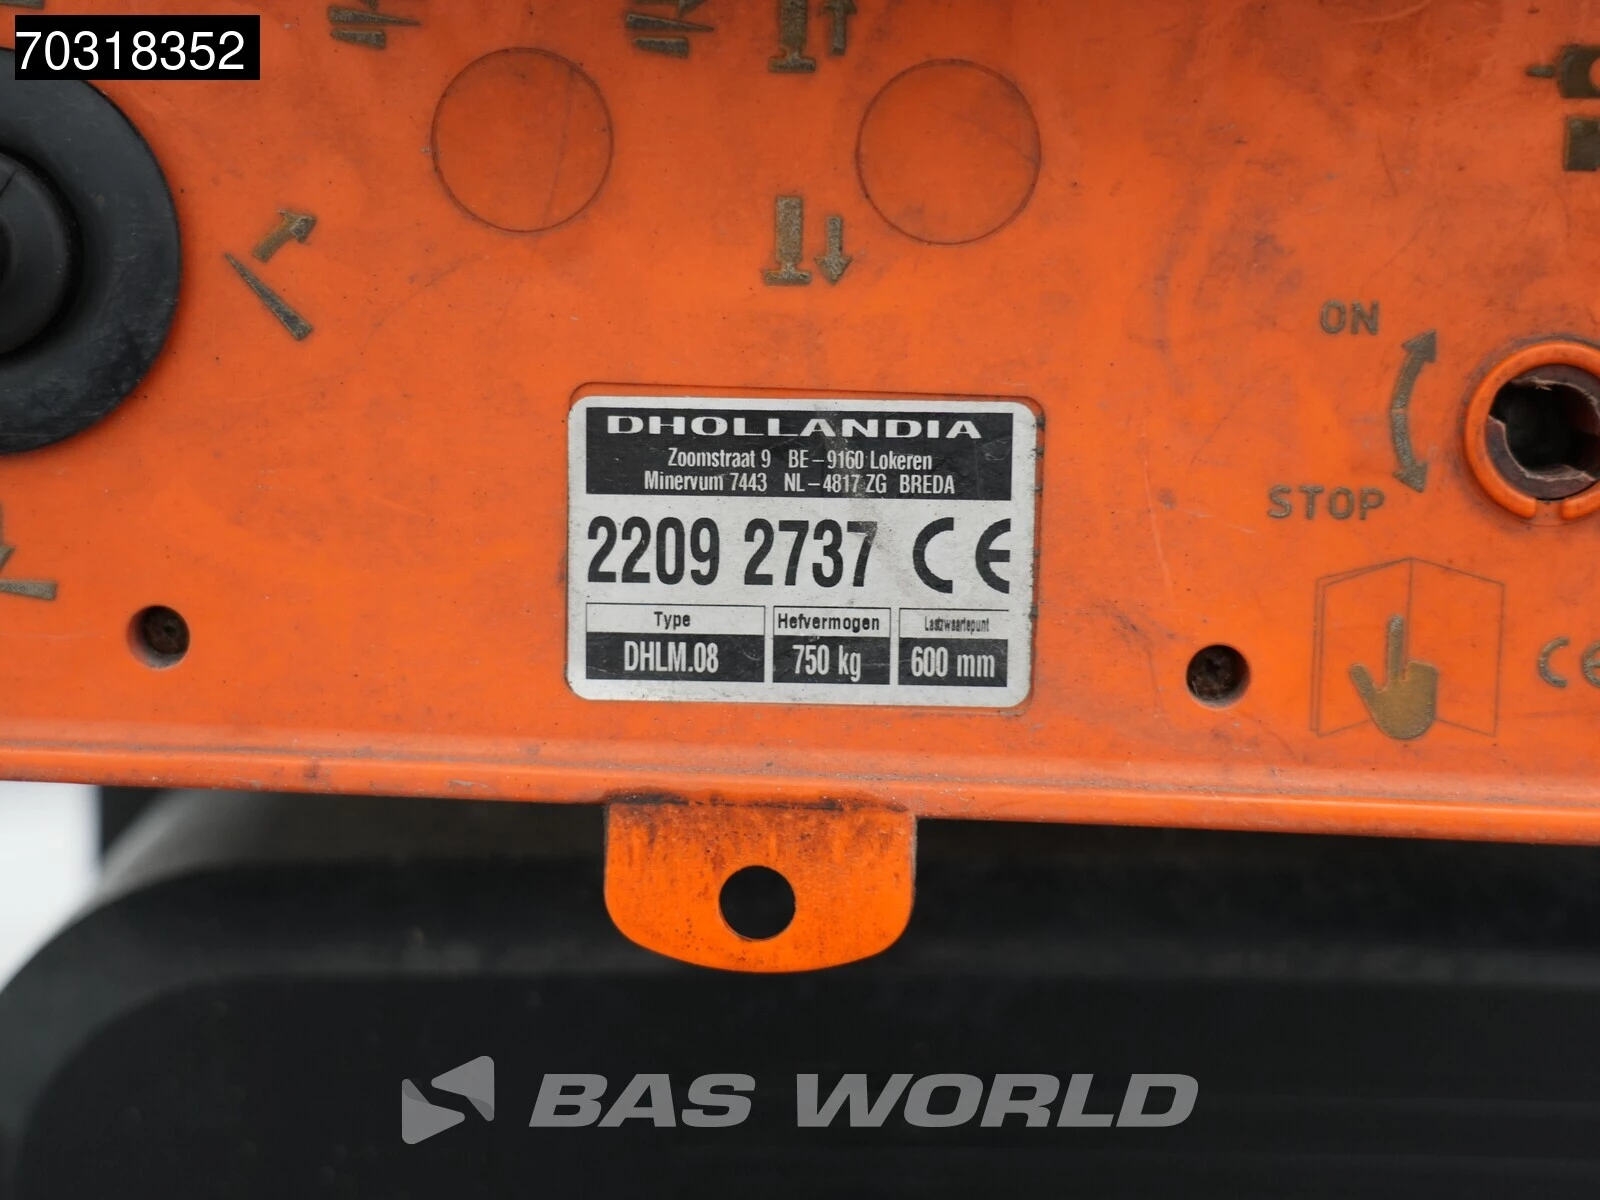 70318352
ON
STOP
DHOLLANDIA
Zoomstraat 9 BE-9160 Lokeren
Minervum 7443 NL-4817 ZG BREDA
2209 2737 CE
Type Hefvermogen Lastzwaartepunt
DHLM.08 750 kg 600 mm
CE
BAS WORLD